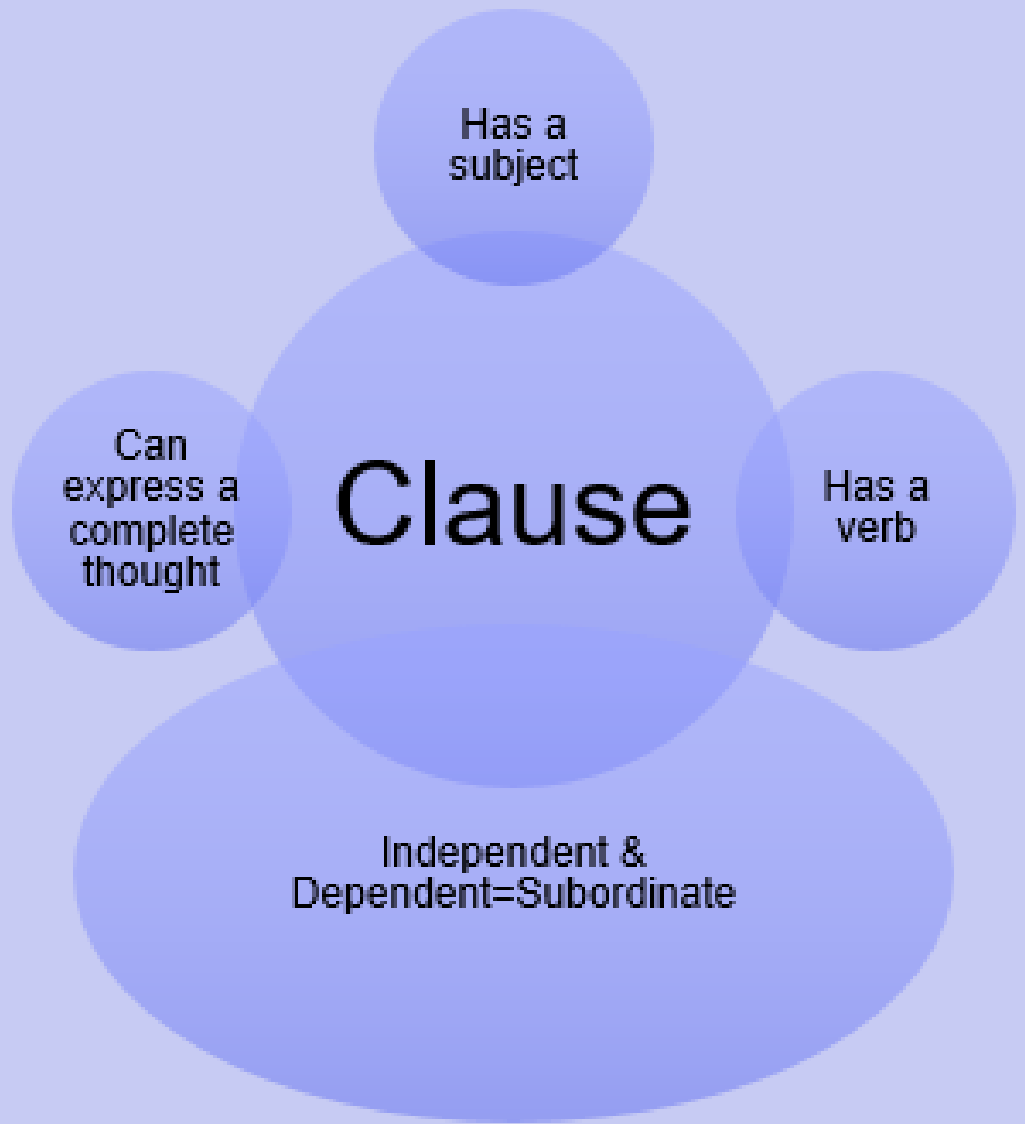 Has a
subject
Can
express a
complete
thought
Clause
Has a
verb
Independent &
Dependent=Subordinate